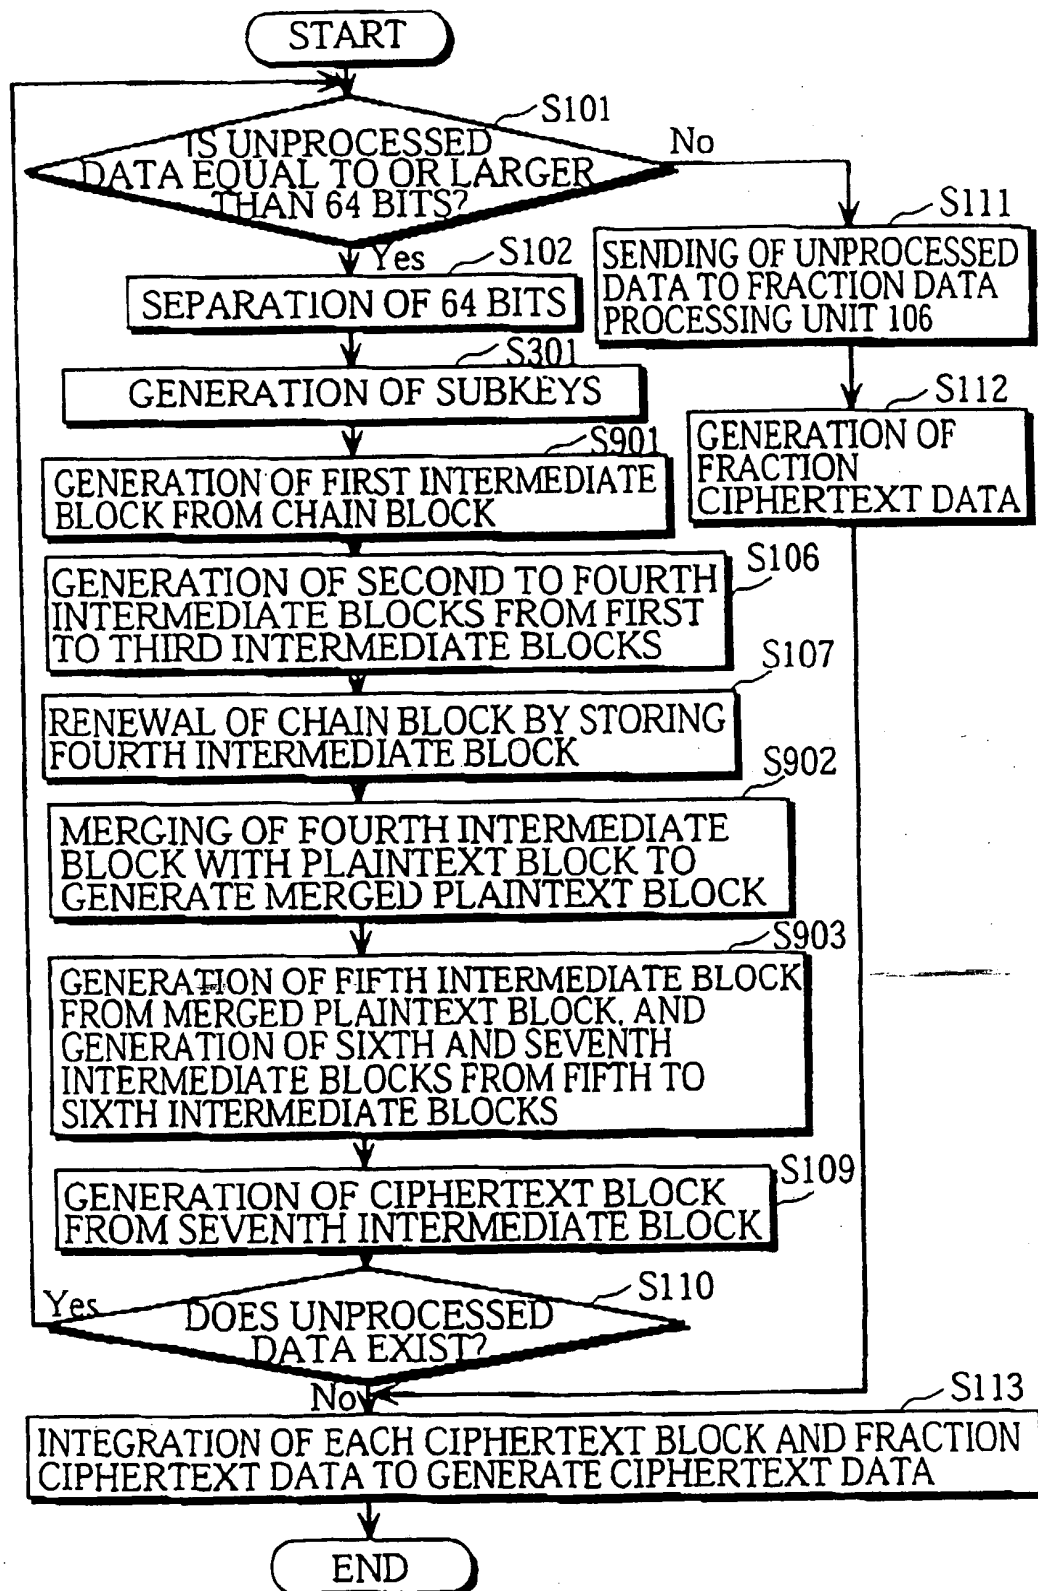 START
S101
IS UNPROCESSED
DATA EQUAL TO OR LARGER
THAN 64 BITS?
No
Yes
S102
SEPARATION OF 64 BITS
S301
GENERATION OF SUBKEYS
S901
GENERATION OF FIRST INTERMEDIATE
BLOCK FROM CHAIN BLOCK
S106
GENERATION OF SECOND TO FOURTH
INTERMEDIATE BLOCKS FROM FIRST
TO THIRD INTERMEDIATE BLOCKS
S107
RENEWAL OF CHAIN BLOCK BY STORING
FOURTH INTERMEDIATE BLOCK
S902
MERGING OF FOURTH INTERMEDIATE
BLOCK WITH PLAINTEXT BLOCK TO
GENERATE MERGED PLAINTEXT BLOCK
S903
GENERATION OF FIFTH INTERMEDIATE BLOCK
FROM MERGED PLAINTEXT BLOCK, AND
GENERATION OF SIXTH AND SEVENTH
INTERMEDIATE BLOCKS FROM FIFTH TO
SIXTH INTERMEDIATE BLOCKS
S109
GENERATION OF CIPHERTEXT BLOCK
FROM SEVENTH INTERMEDIATE BLOCK
S110
Yes
DOES UNPROCESSED
DATA EXIST?
No
S111
SENDING OF UNPROCESSED
DATA TO FRACTION DATA
PROCESSING UNIT 106
S112
GENERATION OF
FRACTION
CIPHERTEXT DATA
S113
INTEGRATION OF EACH CIPHERTEXT BLOCK AND FRACTION
CIPHERTEXT DATA TO GENERATE CIPHERTEXT DATA
END